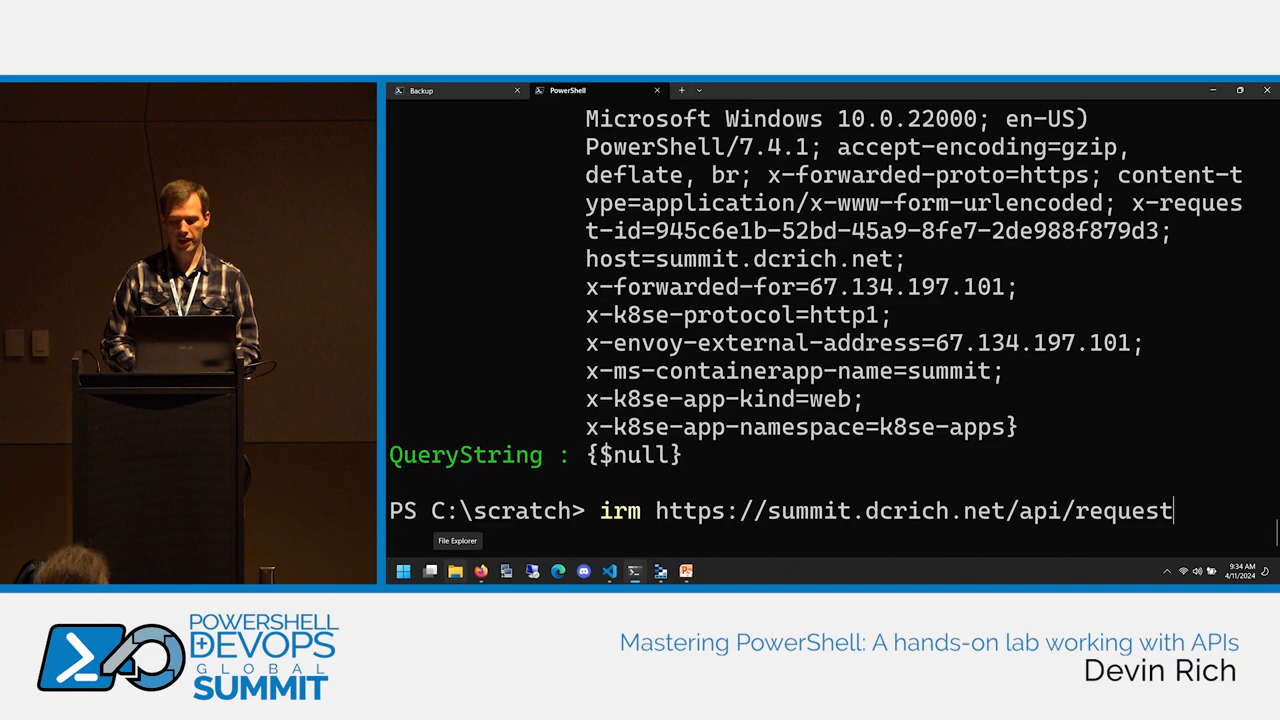 Backup
PowerShell
Microsoft Windows 10.0.22000; en-US)
PowerShell/7.4.1; accept-encoding=gzip,
deflate, br; x-forwarded-proto=https; content-t
ype=application/x-www-form-urlencoded; x-reques
t-id=945c6e1b-52bd-45a9-8fe7-2de988f879d3;
host=summit.dcrich.net;
x-forwarded-for=67.134.197.101;
x-k8se-protocol=http1;
x-envoy-external-address=67.134.197.101;
x-ms-containerapp-name=summit;
x-k8se-app-kind=web;
x-k8se-app-namespace=k8se-apps}
QueryString : {$null}
PS C:\scratch> irm https://summit.dcrich.net/api/request
File Explorer
9:34 AM
4/11/2024
POWERSHELL
DEVOPS
GLOBAL
SUMMIT
Mastering PowerShell: A hands-on lab working with APIs
Devin Rich